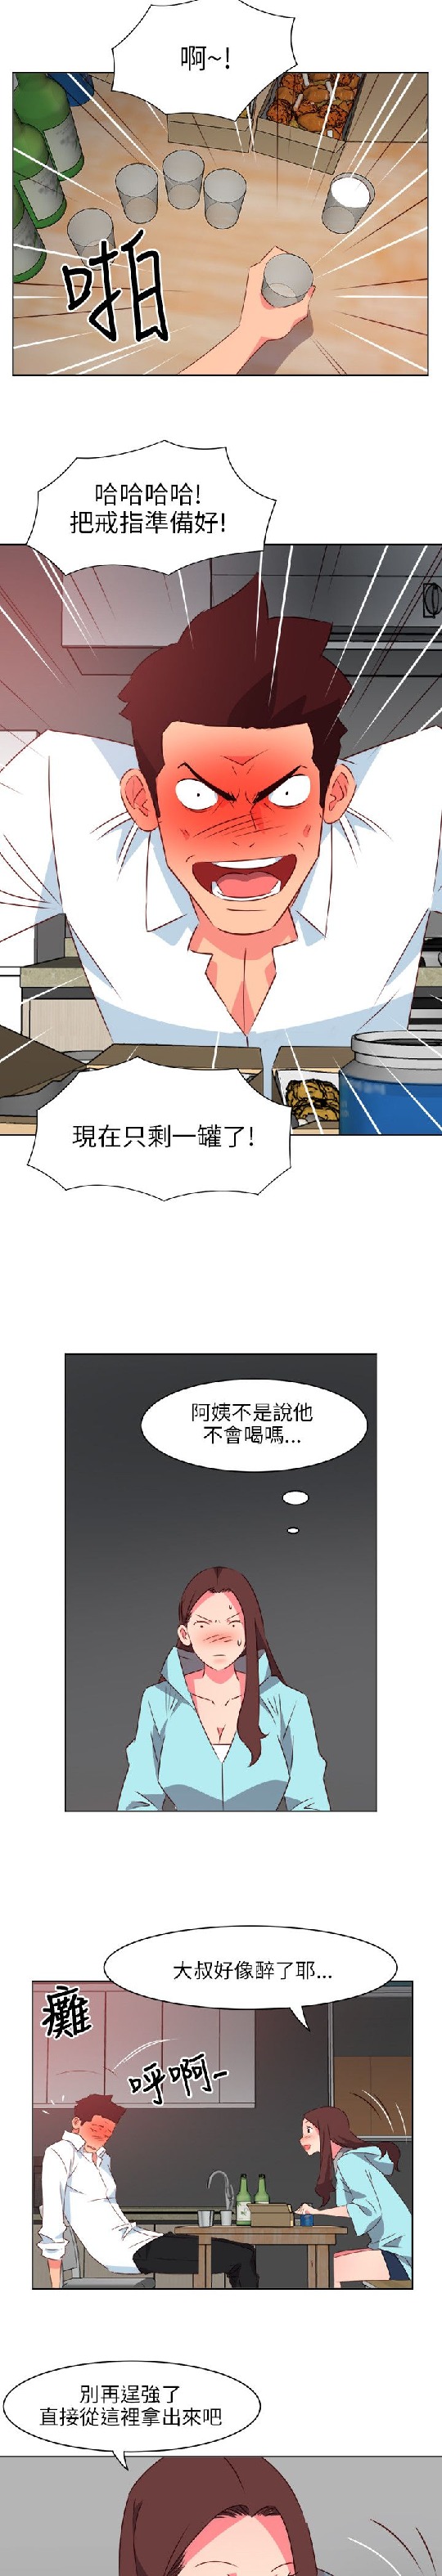 啊~!
啪
哈哈哈哈!
把戒指準備好!
現在只剩一罐了!
阿姨不是說他
不會喝嗎...
大叔好像醉了耶...
癱
呼啊~
別再逞強了
直接從這裡拿出來吧